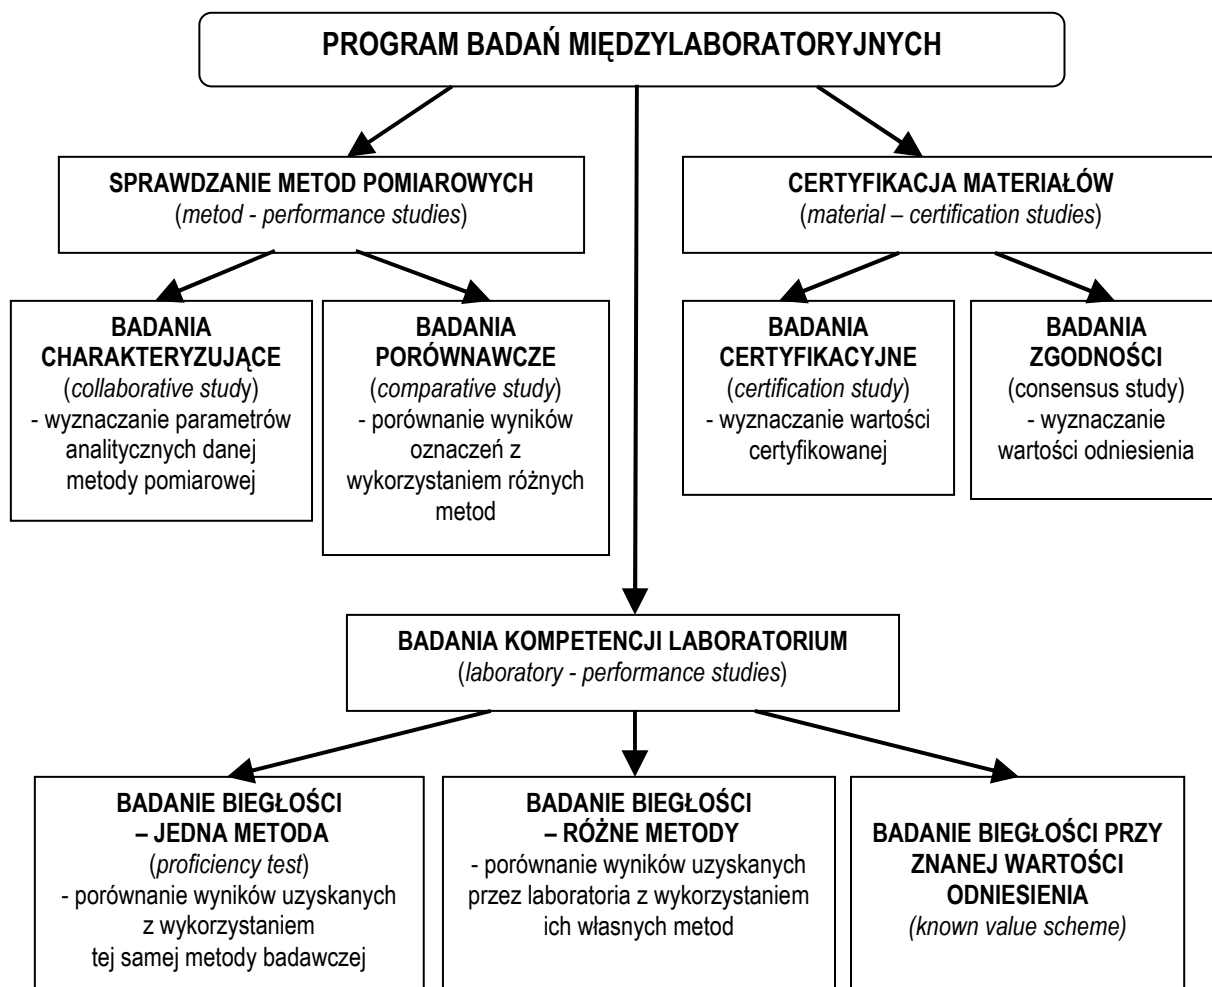 PROGRAM BADAŃ MIĘDZYLABORATORYJNYCH
SPRAWDZANIE METOD POMIAROWYCH
(metod - performance studies)
CERTYFIKACJA MATERIAŁÓW
(material – certification studies)
BADANIA
CHARAKTERYZUJĄCE
(collaborative study)
- wyznaczanie parametrów
analitycznych danej
metody pomiarowej
BADANIA
PORÓWNAWCZE
(comparative study)
- porównanie wyników
oznaczeń z
wykorzystaniem różnych
metod
BADANIA
CERTYFIKACYJNE
(certification study)
- wyznaczanie wartości
certyfikowanej
BADANIA
ZGODNOŚCI
(consensus study)
- wyznaczanie
wartości odniesienia
BADANIA KOMPETENCJI LABORATORIUM
(laboratory - performance studies)
BADANIE BIEGŁOŚCI
– JEDNA METODA
(proficiency test)
- porównanie wyników uzyskanych
z wykorzystaniem
tej samej metody badawczej
BADANIE BIEGŁOŚCI
– RÓŻNE METODY
- porównanie wyników uzyskanych
przez laboratoria z wykorzystaniem
ich własnych metod
BADANIE BIEGŁOŚCI PRZY
ZNANEJ WARTOŚCI
ODNIESIENIA
(known value scheme)